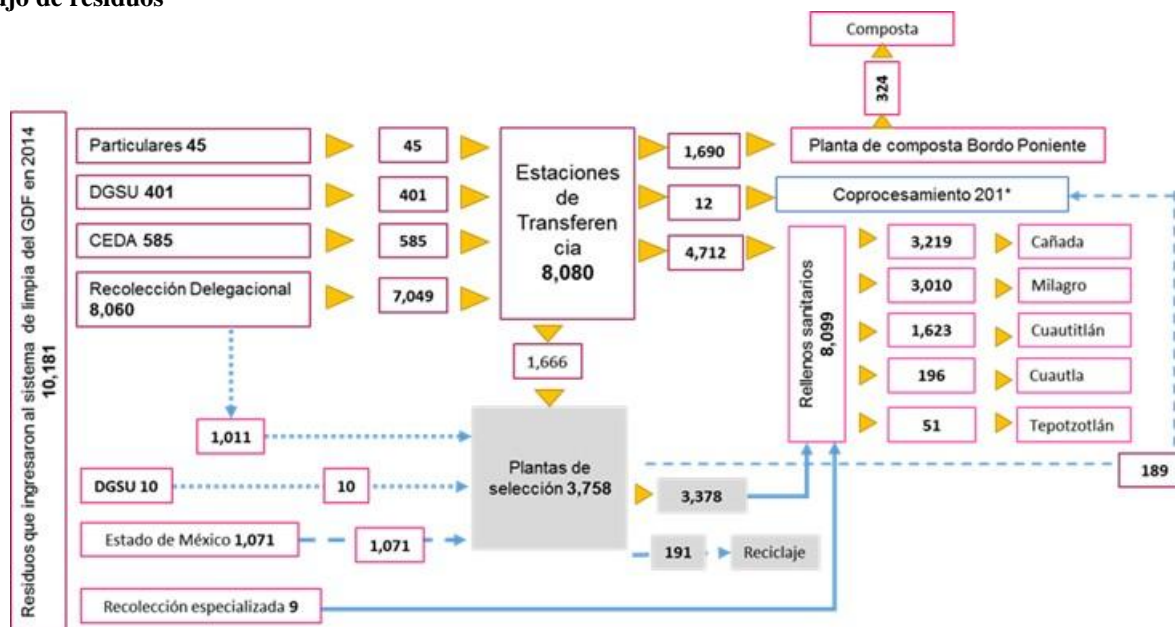 ijo de residuos
Composta
324
Residuos que ingresaron al sistema de limpia del GDF en 2014
10,181
Particulares 45
45
Estaciones
de
Transferen
cia
8,080
1,690
Planta de composta Bordo Poniente
DGSU 401
401
12
Coprocesamiento 201*
CEDA 585
585
4,712
Recolección Delegacional
8,060
7,049
Rellenos sanitarios
8,099
3,219
Cañada
3,010
Milagro
1,623
Cuautitlán
196
Cuautla
51
Tepotzotlán
1,666
1,011
Plantas de
selección 3,758
189
DGSU 10
10
3,378
Estado de México 1,071
1,071
191
Reciclaje
Recolección especializada 9